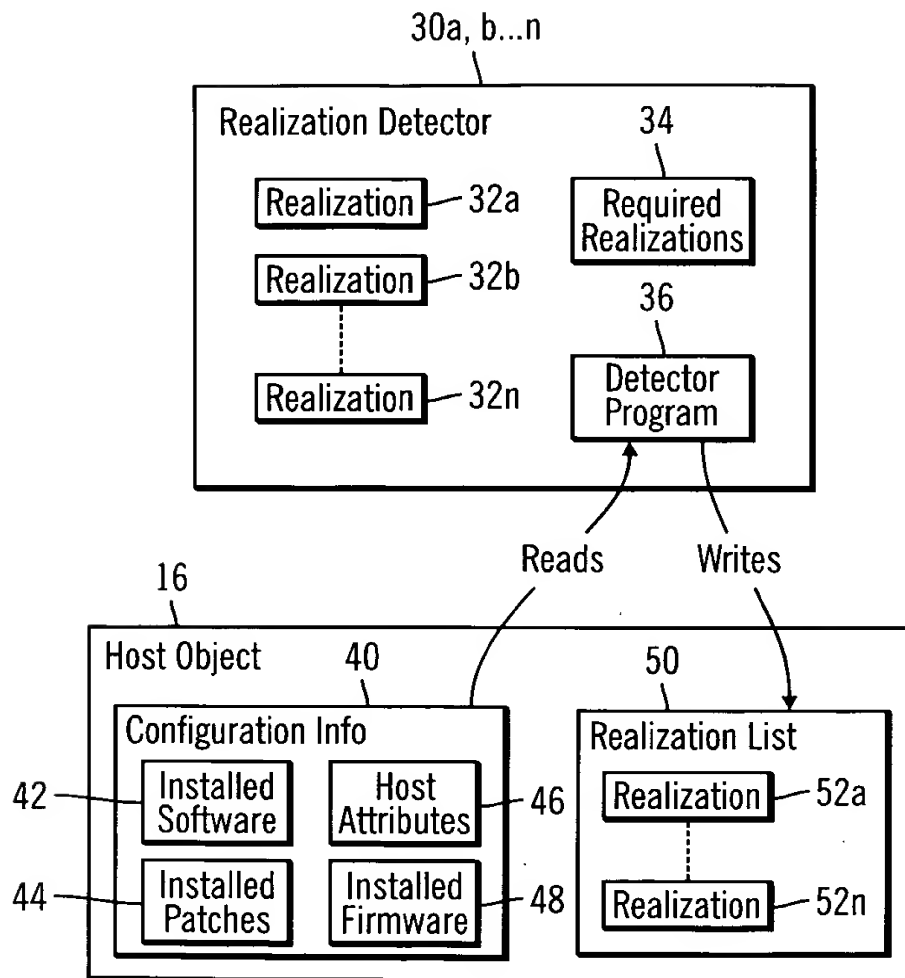 30a, b...n
Realization Detector
34
Realization
32a
Required
Realizations
Realization
32b
36
Realization
32n
Detector
Program
Reads
Writes
16
Host Object
40
50
Configuration Info
Realization List
42
Installed
Software
Host
Attributes
46
Realization
52a
44
Installed
Patches
Installed
Firmware
48
Realization
52n